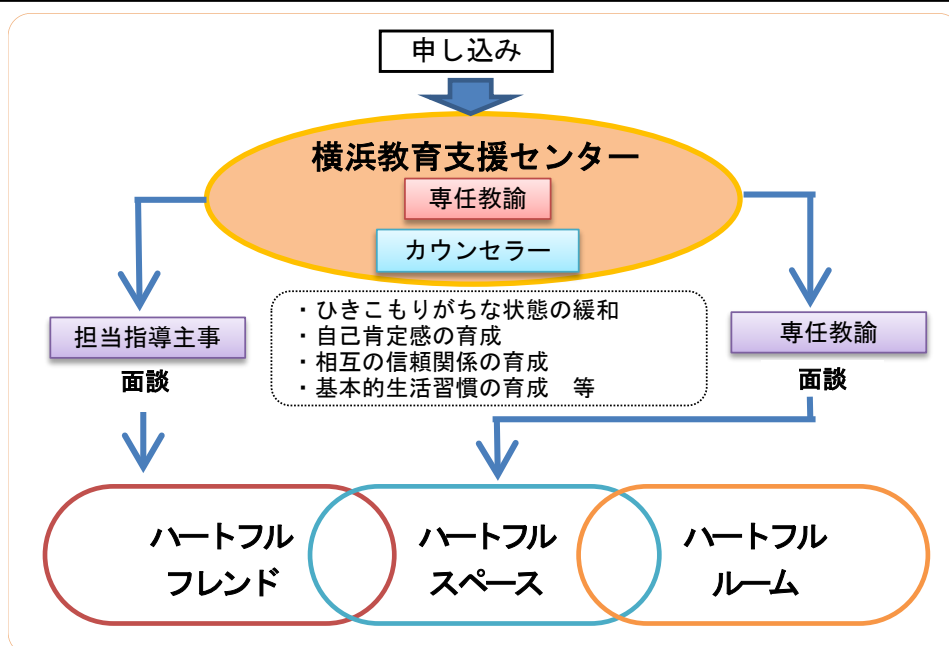 申し込み
横浜教育支援センター
専任教諭
カウンセラー
・ひきこもりがちな状態の緩和
・自己肯定感の育成
・相互の信頼関係の育成
・基本的生活習慣の育成　等
担当指導主事
面談
専任教諭
面談
ハートフル
フレンド
ハートフル
スペース
ハートフル
ルーム